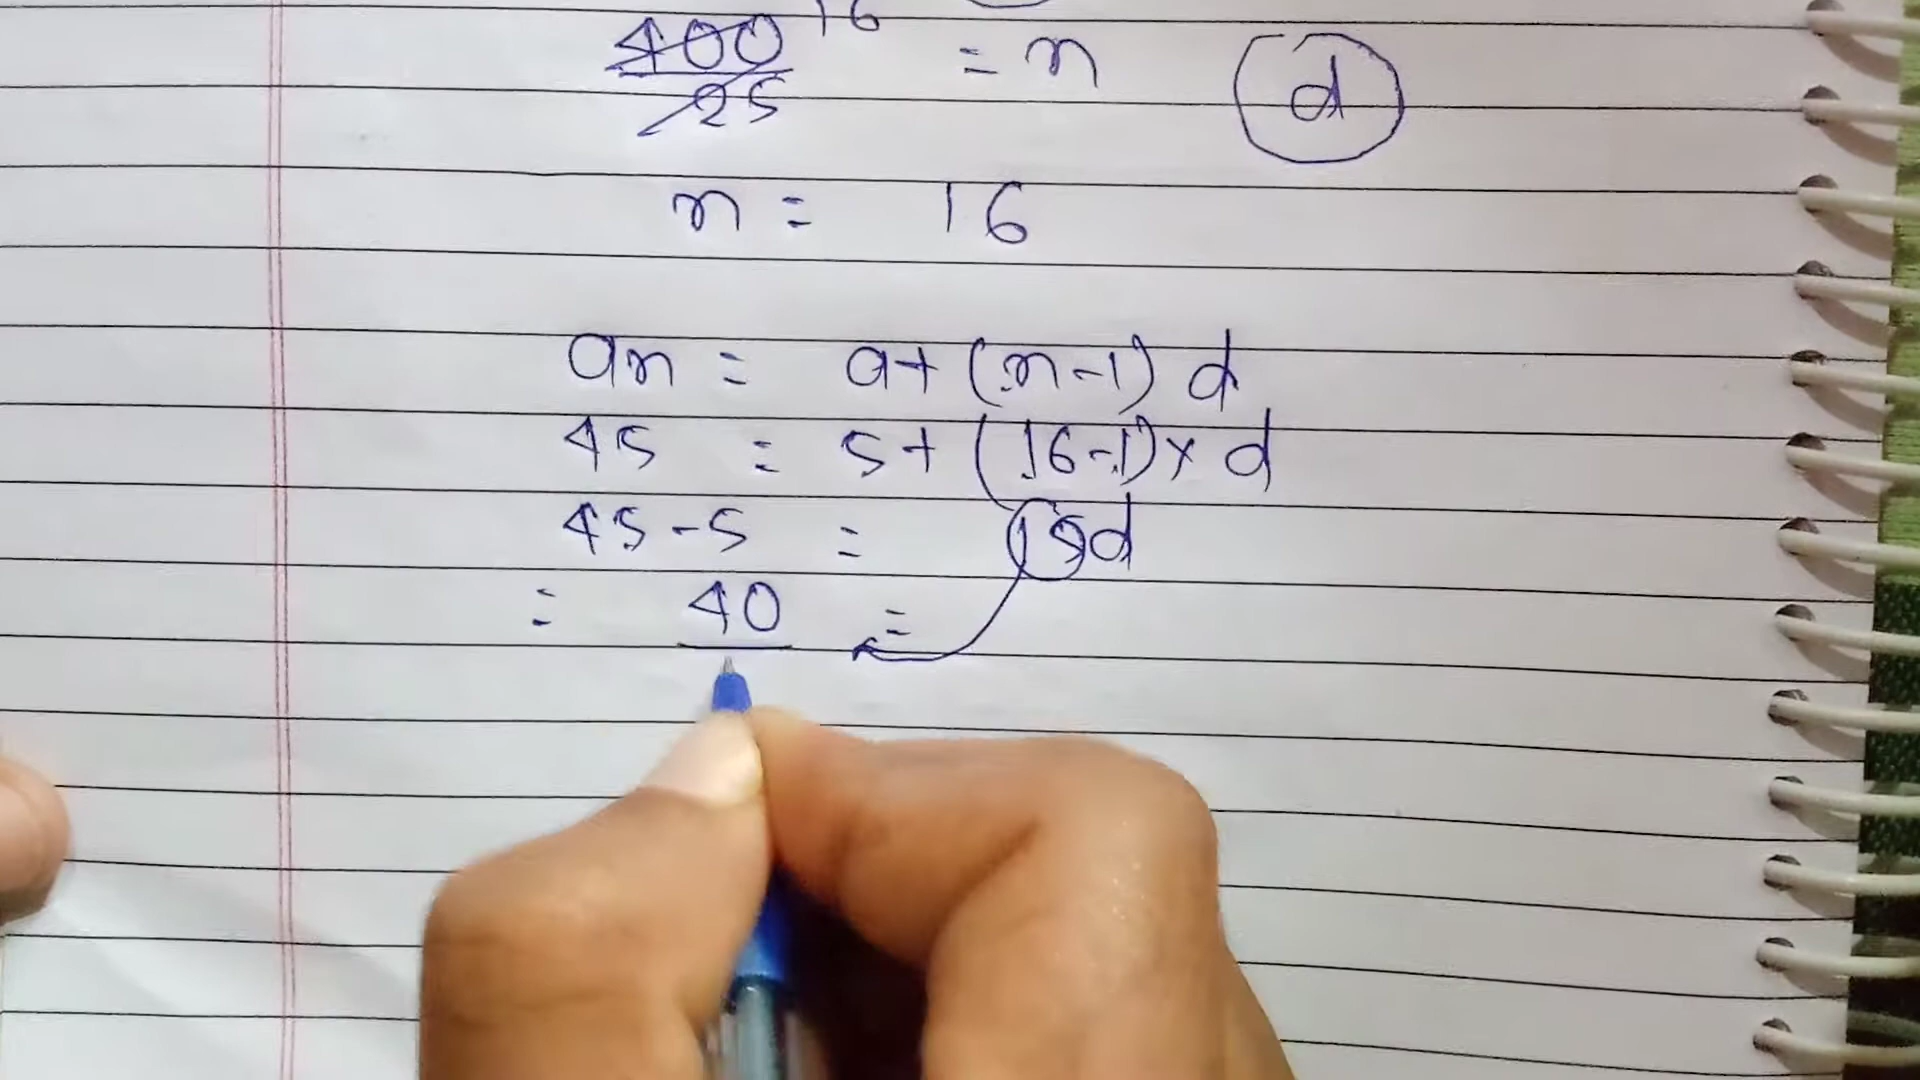 400/25 16 = n d
n = 16
an = a+(n-1) d
45 = 5+(16-1)× d
45-5 = 15d
= 40 =